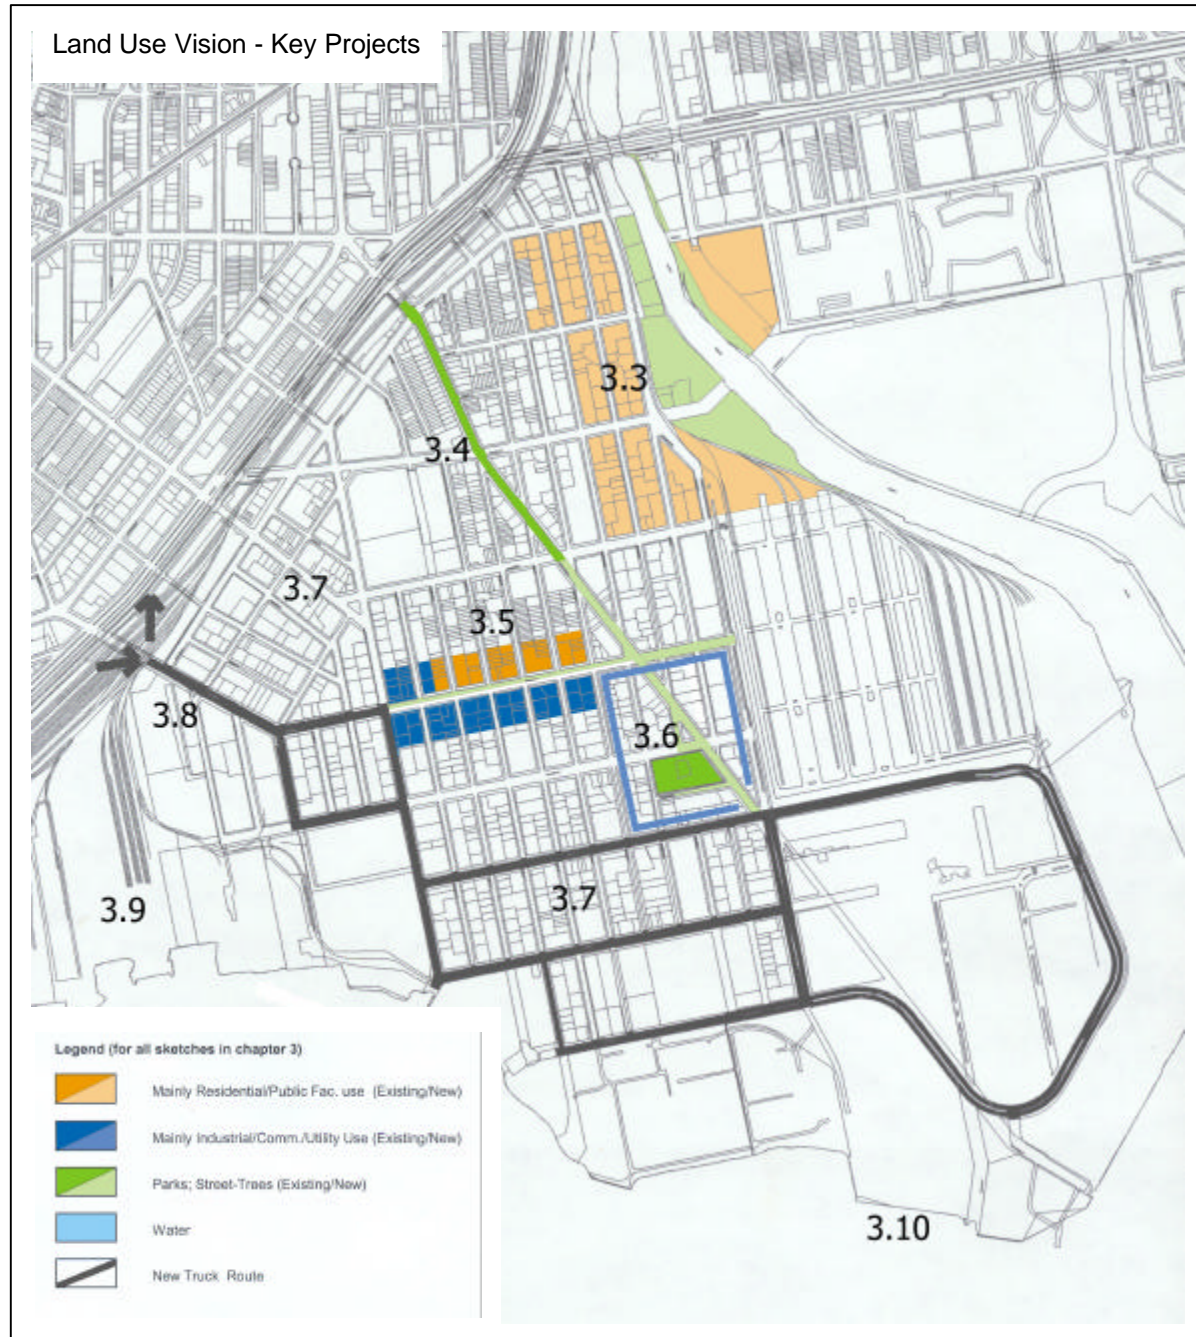 Land Use Vision - Key Projects
3.3
3.4
3.7
3.5
3.8
3.6
3.9
3.7
3.10
Legend (for all sketches in chapter 3)
Mainly Residential/Public Fac. use (Existing/New)
Mainly Industrial/Comm./Utility Use (Existing/New)
Parks; Street-Trees (Existing/New)
Water
New Truck Route